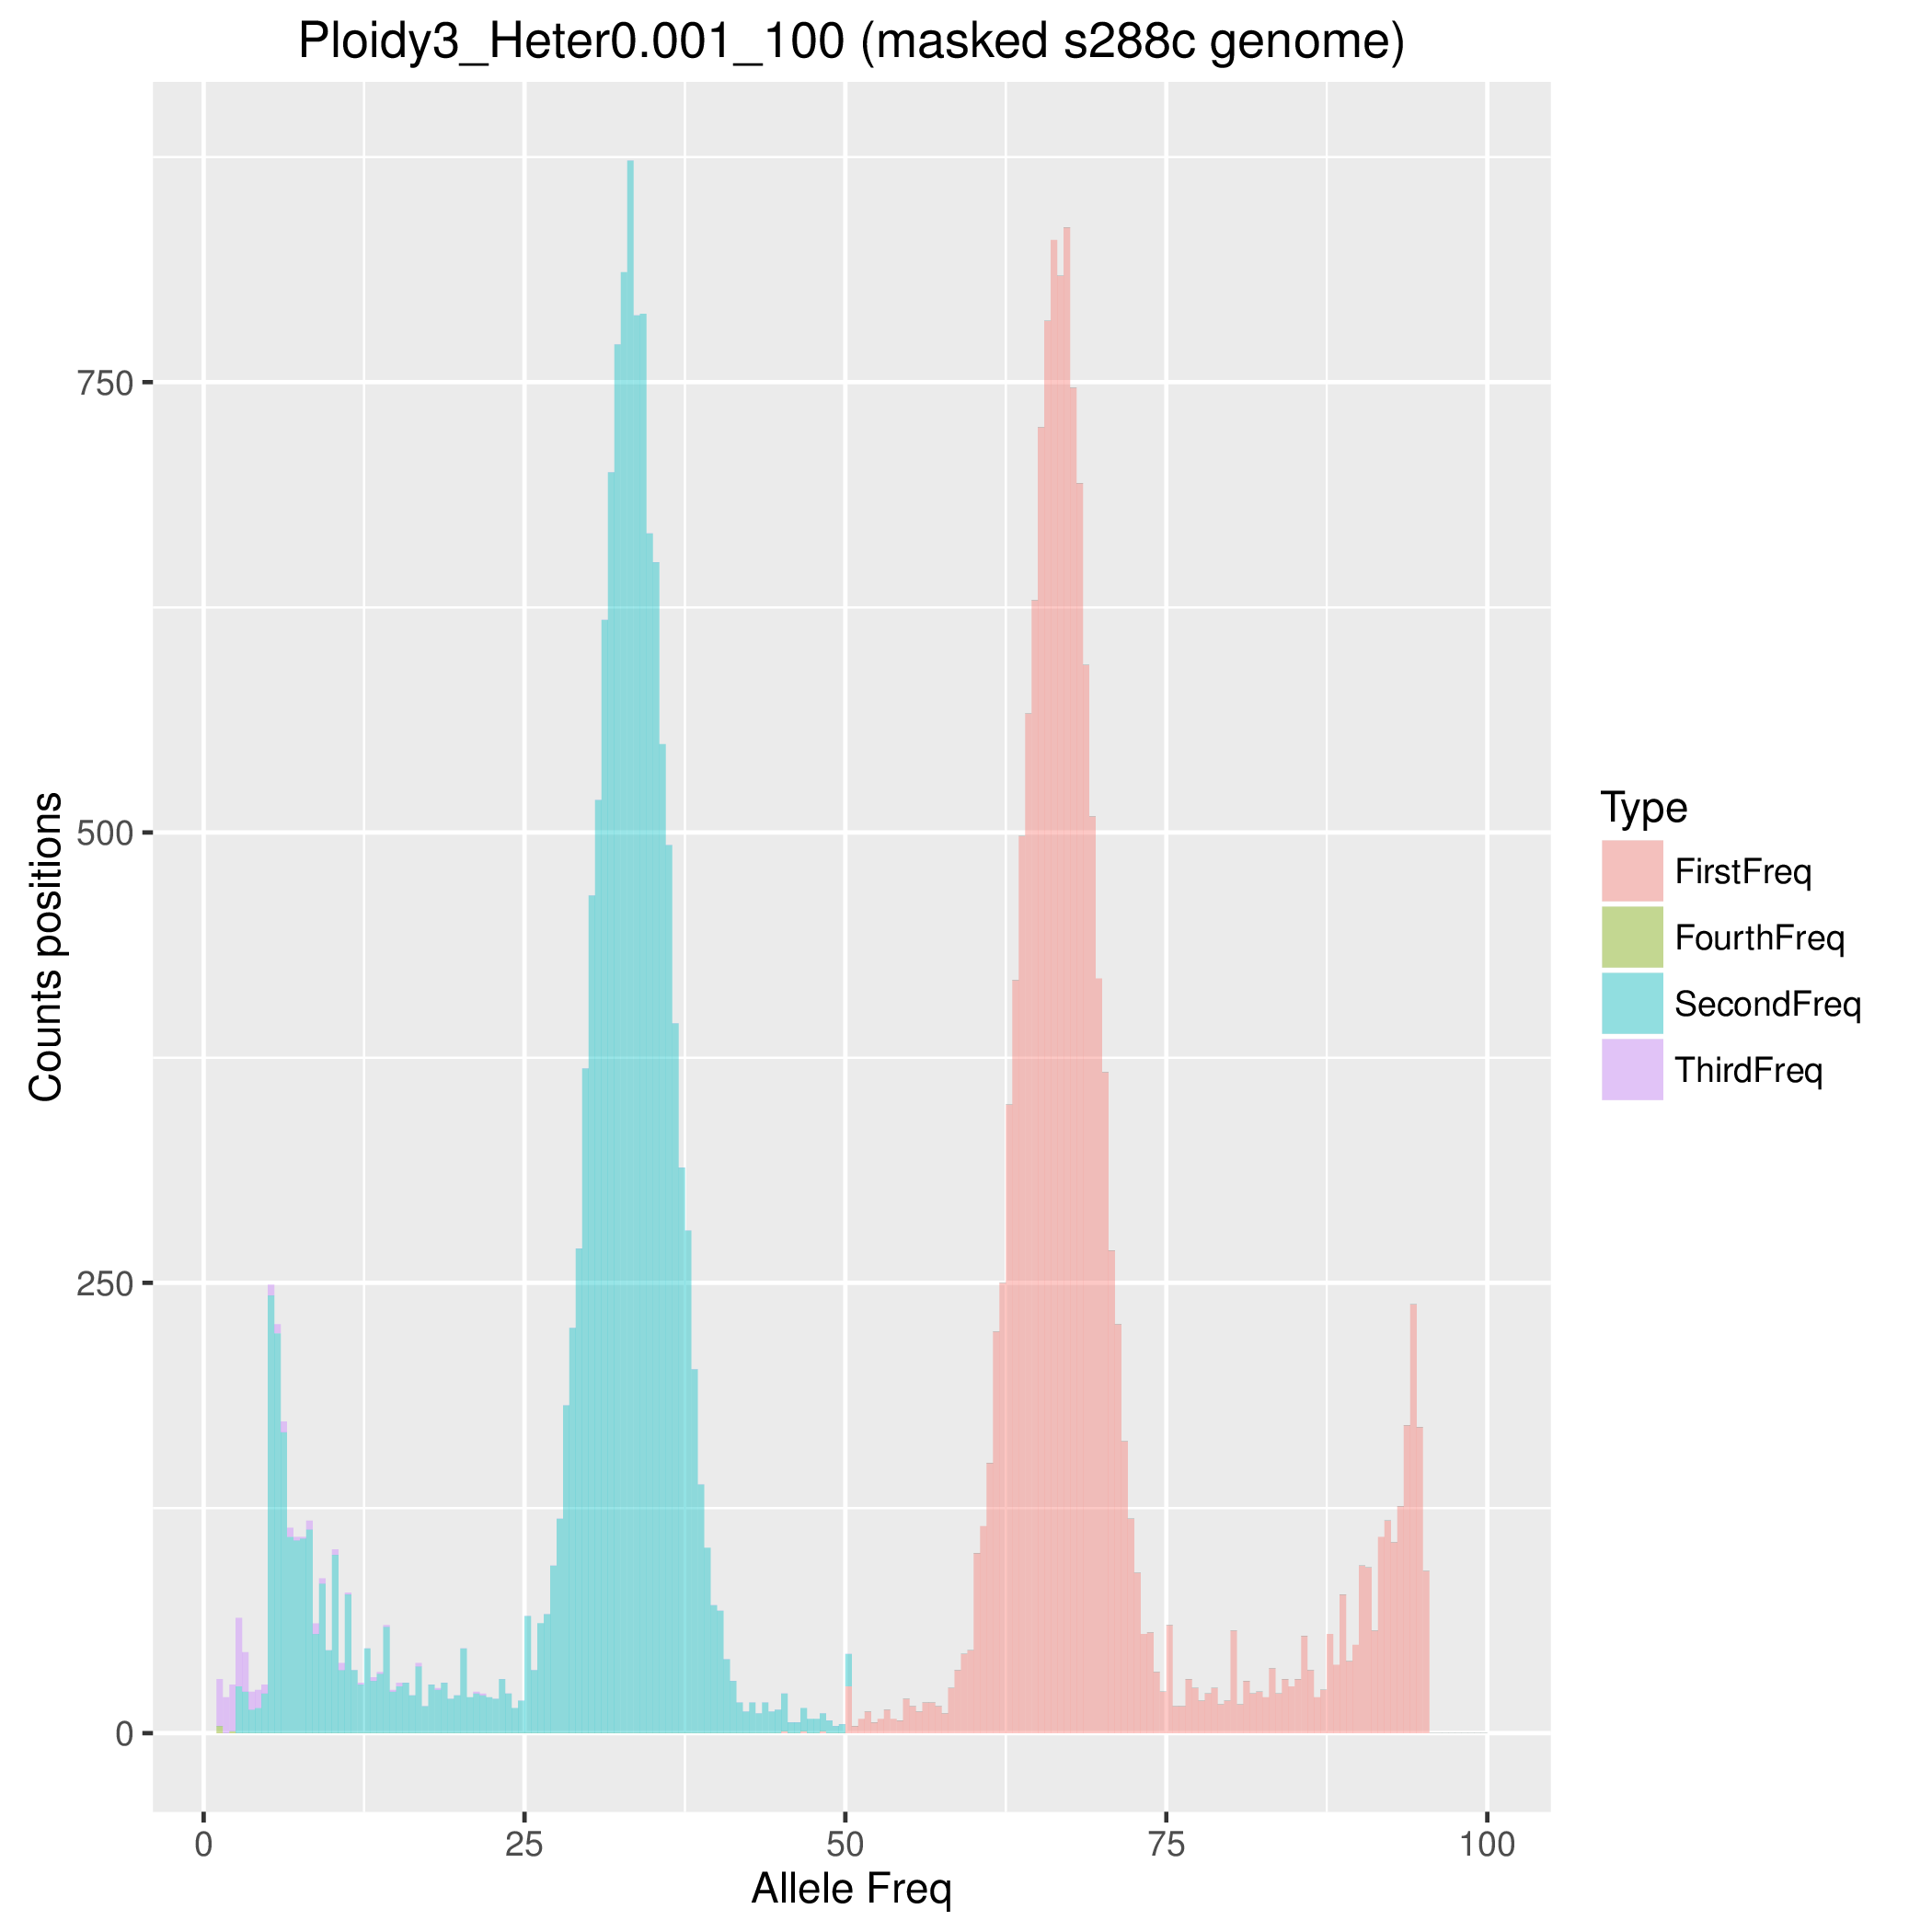 Ploidy3_Heter0.001_100 (masked s288c genome)
Counts positions
750
500
250
0
0
25
50
75
100
Allele Freq
Type
FirstFreq
FourthFreq
SecondFreq
ThirdFreq